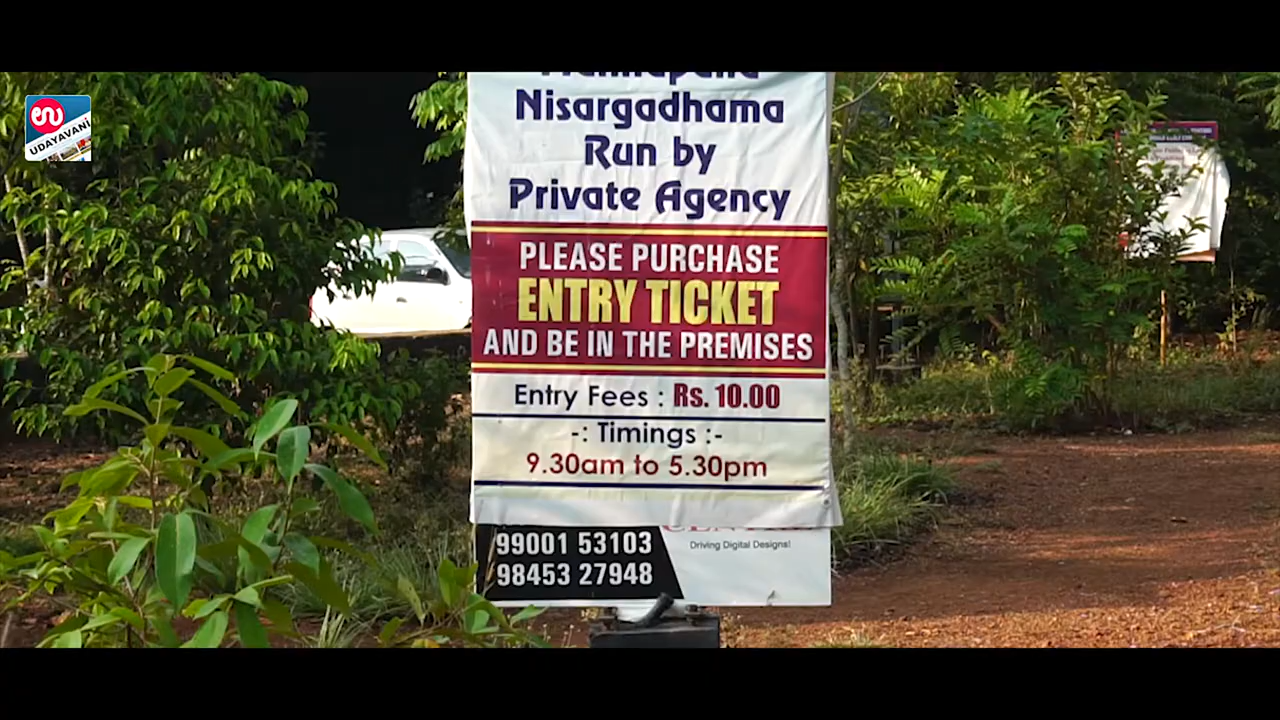 ಉ
UDAYAVANI
Nisargadhama
Run by
Private Agency
PLEASE PURCHASE
ENTRY TICKET
AND BE IN THE PREMISES
Entry Fees : Rs. 10.00
-: Timings :-
9.30am to 5.30pm
99001 53103
98453 27948
Driving Digital Designs!